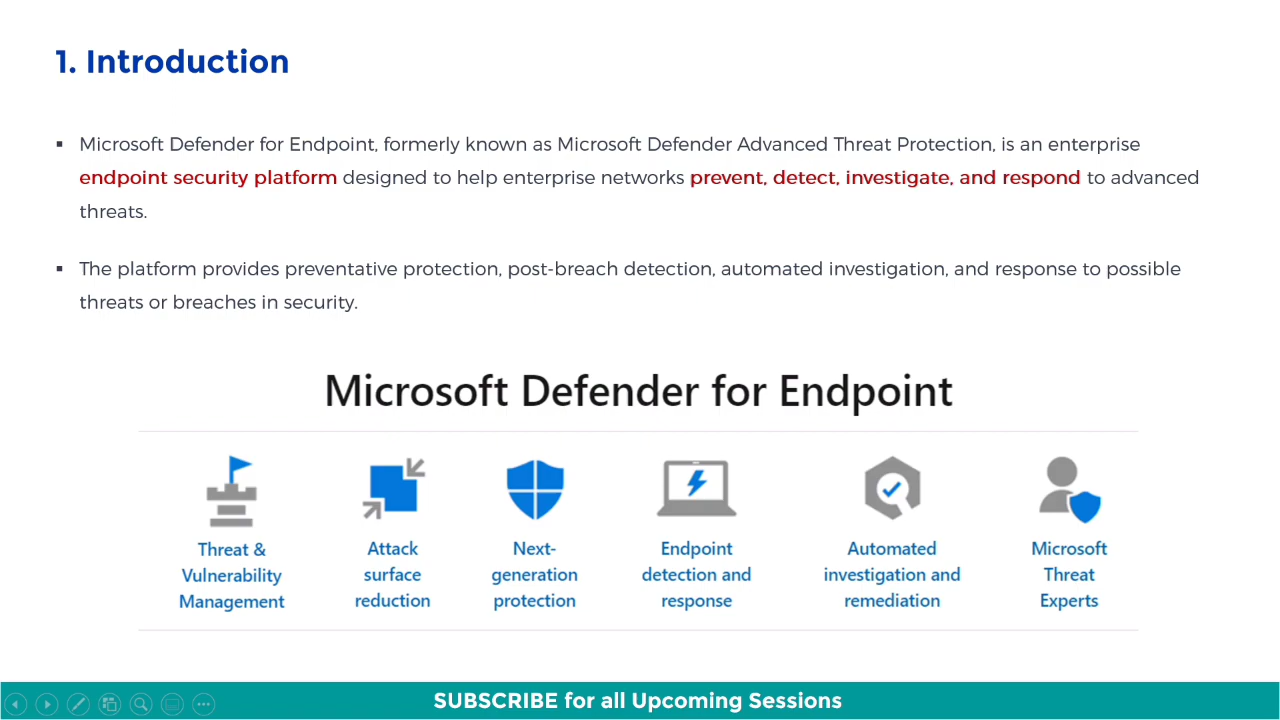 1. Introduction
▪ Microsoft Defender for Endpoint, formerly known as Microsoft Defender Advanced Threat Protection, is an enterprise
endpoint security platform designed to help enterprise networks prevent, detect, investigate, and respond to advanced
threats.
▪ The platform provides preventative protection, post-breach detection, automated investigation, and response to possible
threats or breaches in security.
Microsoft Defender for Endpoint
Threat &
Vulnerability
Management
Attack
surface
reduction
Next-
generation
protection
Endpoint
detection and
response
Automated
investigation and
remediation
Microsoft
Threat
Experts
SUBSCRIBE for all Upcoming Sessions